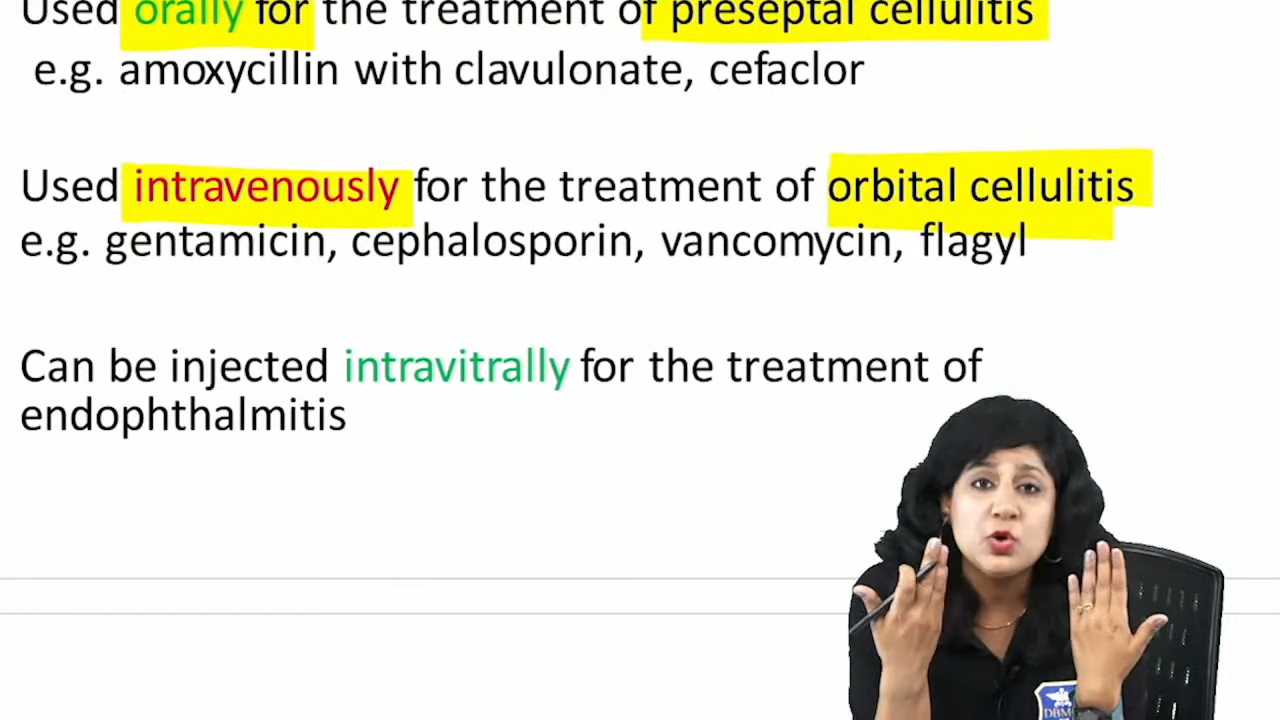 Used orally for the treatment of preseptal cellulitis
e.g. amoxycillin with clavulonate, cefaclor
Used intravenously for the treatment of orbital cellulitis
e.g. gentamicin, cephalosporin, vancomycin, flagyl
Can be injected intravitrally for the treatment of
endophthalmitis